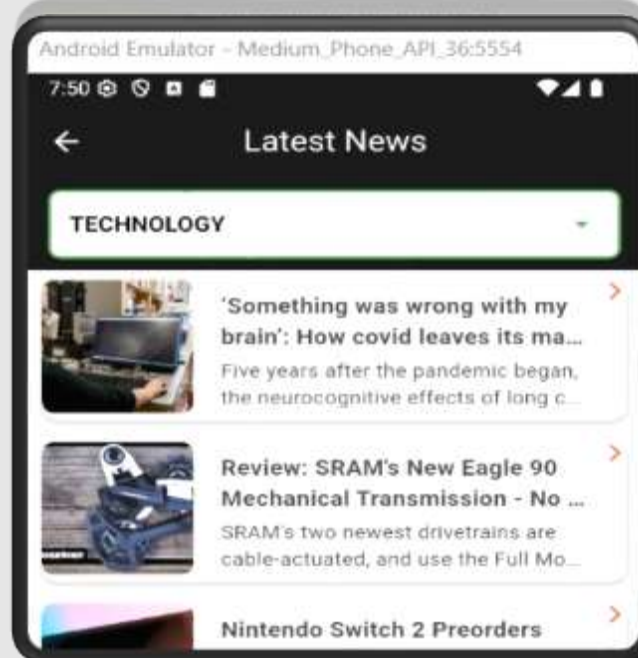 Android Emulator - Medium_Phone_API_36:5554
7:50
Latest News
TECHNOLOGY
‘Something was wrong with my
brain’: How covid leaves its ma...
Five years after the pandemic began,
the neurocognitive effects of long c...
Review: SRAM's New Eagle 90
Mechanical Transmission - No ...
SRAM's two newest drivetrains are
cable-actuated, and use the Full Mo...
Nintendo Switch 2 Preorders